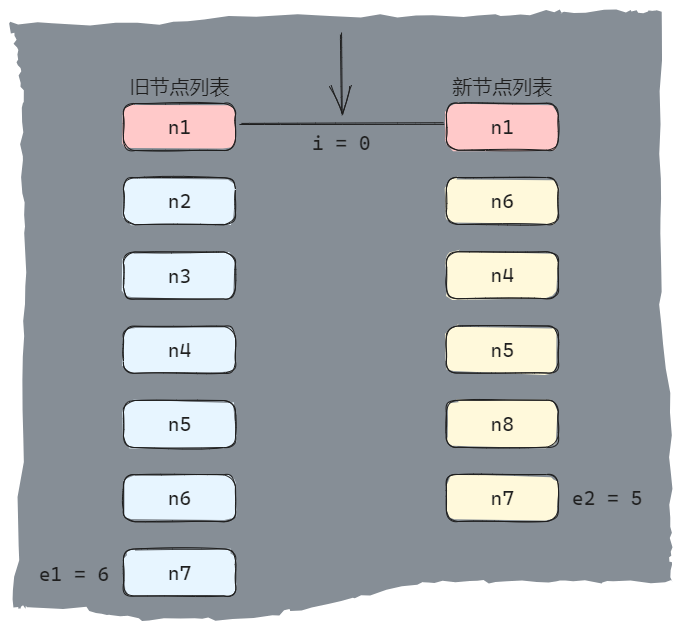 旧节点列表 新节点列表
n1 n1
i = 0
n2 n6
n3 n4
n4 n5
n5 n8
n6 n7 e2 = 5
e1 = 6 n7